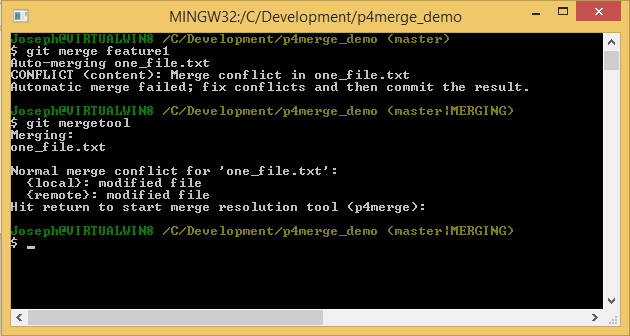 MINGW32:/C/Development/p4merge_demo
Joseph@VIRTUALWIN8 /C/Development/p4merge_demo (master)
$ git merge feature1
Auto-merging one_file.txt
CONFLICT (content): Merge conflict in one_file.txt
Automatic merge failed; fix conflicts and then commit the result.
Joseph@VIRTUALWIN8 /C/Development/p4merge_demo (master|MERGING)
$ git mergetool
Merging:
one_file.txt
Normal merge conflict for 'one_file.txt':
  {local}: modified file
  {remote}: modified file
Hit return to start merge resolution tool (p4merge):
Joseph@VIRTUALWIN8 /C/Development/p4merge_demo (master|MERGING)
$ _